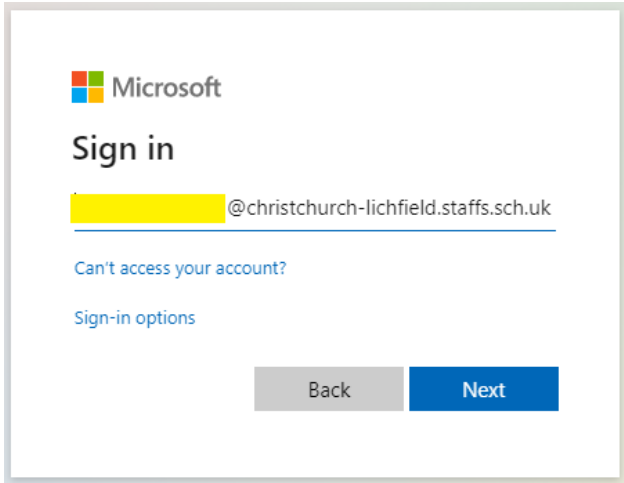 Microsoft
Sign in
@christchurch-lichfield.staffs.sch.uk
Can't access your account?
Sign-in options
Back Next